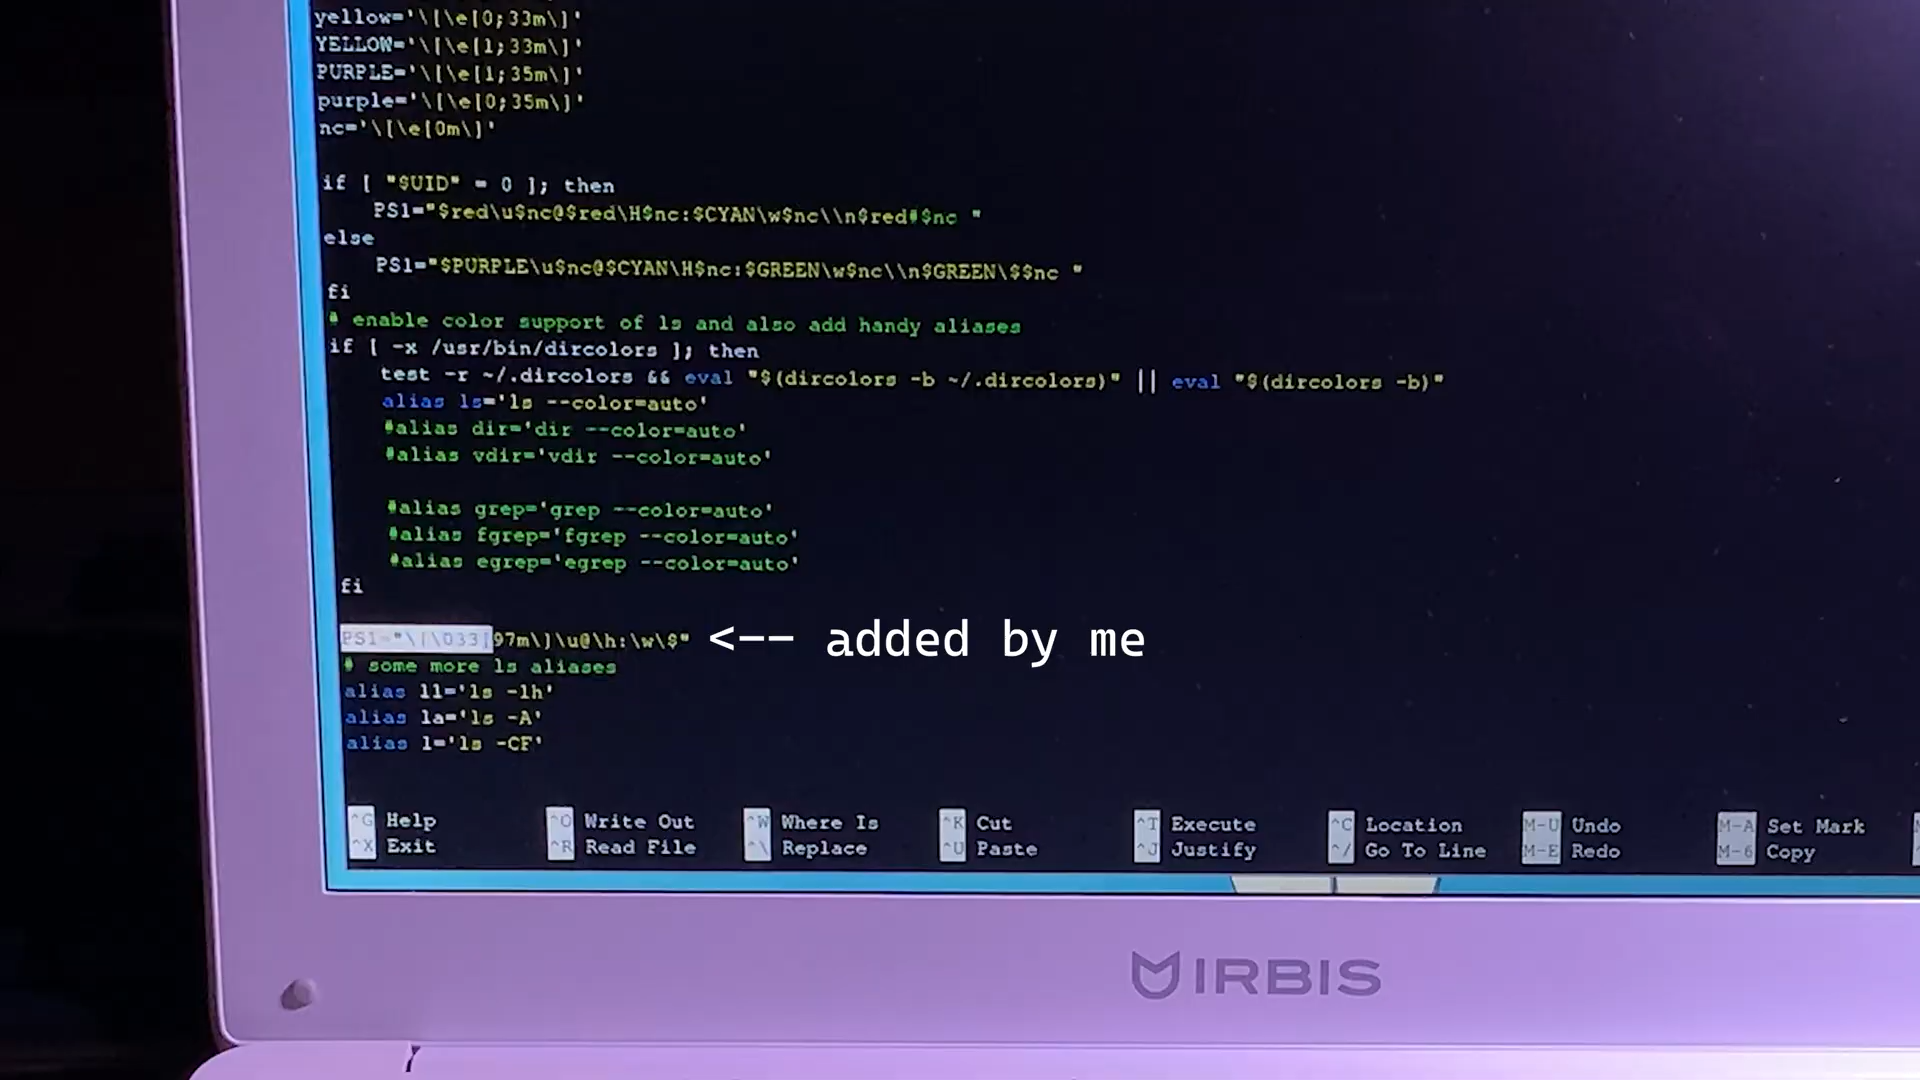 yellow='\[\e[0;33m\]'
YELLOW='\[\e[1;33m\]'
PURPLE='\[\e[1;35m\]'
purple='\[\e[0;35m\]'
nc='\[\e[0m\]'
if [ "$UID" = 0 ]; then
PS1="$red\u$nc@$red\H$nc:$CYAN\w$nc\\n$red#$nc "
else
PS1="$PURPLE\u$nc@$CYAN\H$nc:$GREEN\w$nc\\n$GREEN\$$nc "
fi
# enable color support of ls and also add handy aliases
if [ -x /usr/bin/dircolors ]; then
test -r ~/.dircolors && eval "$(dircolors -b ~/.dircolors)" || eval "$(dircolors -b)"
alias ls='ls --color=auto'
#alias dir='dir --color=auto'
#alias vdir='vdir --color=auto'
#alias grep='grep --color=auto'
#alias fgrep='fgrep --color=auto'
#alias egrep='egrep --color=auto'
fi
PS1="\[\033[97m\]\u@\h:\w\$" <-- added by me
# some more ls aliases
alias ll='ls -lh'
alias la='ls -A'
alias l='ls -CF'
^G Help ^O Write Out ^W Where Is ^K Cut ^T Execute ^C Location M-U Undo M-A Set Mark
^X Exit ^R Read File ^\ Replace ^U Paste ^J Justify ^/ Go To Line M-E Redo M-6 Copy
IRBIS